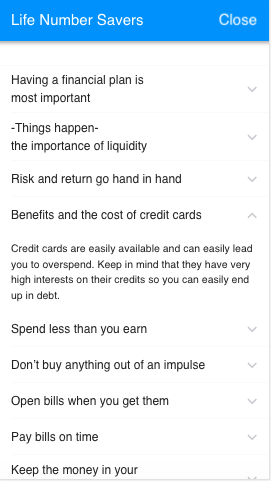 Life Number Savers
Close
Having a financial plan is
most important
-Things happen-
the importance of liquidity
Risk and return go hand in hand
Benefits and the cost of credit cards
Credit cards are easily available and can easily lead
you to overspend. Keep in mind that they have very
high interests on their credits so you can easily end
up in debt.
Spend less than you earn
Don't buy anything out of an impulse
Open bills when you get them
Pay bills on time
Keep the money in your